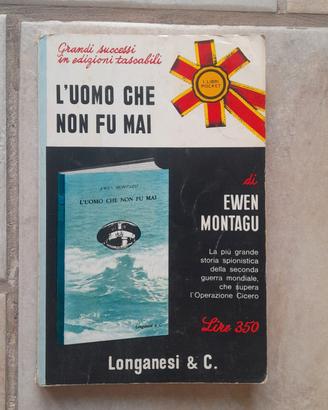 Grandi successi
in edizioni tascabili
I LIBRI
POCKET
L'UOMO CHE
NON FU MAI
di
EWEN
MONTAGU
EWEN MONTAGU
L'UOMO CHE NON FU MAI
Longanesi & C.
La più grande
storia spionistica
della seconda
guerra mondiale,
che supera
l'Operazione Cicero
Lire 350
Longanesi & C.